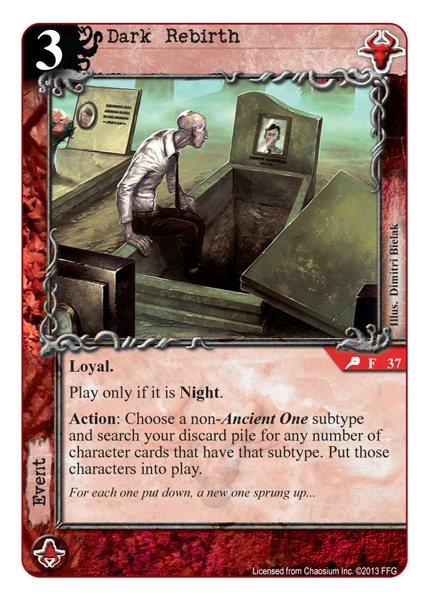 3
Dark Rebirth
Illus. Dimitri Bielak
F 37
Loyal.
Play only if it is Night.
Action: Choose a non-Ancient One subtype
and search your discard pile for any number of
character cards that have that subtype. Put those
characters into play.
For each one put down, a new one sprung up...
Event
Licensed from Chaosium Inc. ©2013 FFG